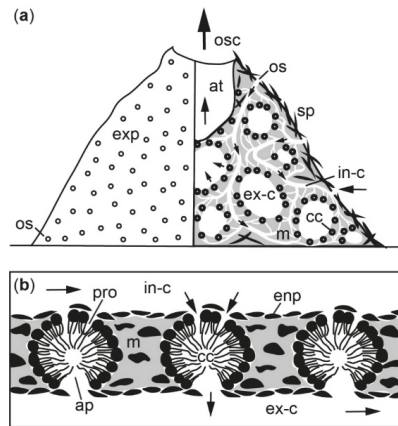 (a)
osc
os
at
sp
exp
in-c
ex-c
cc
os
m
(b)
in-c
enp
pro
m
cc
ap
ex-c